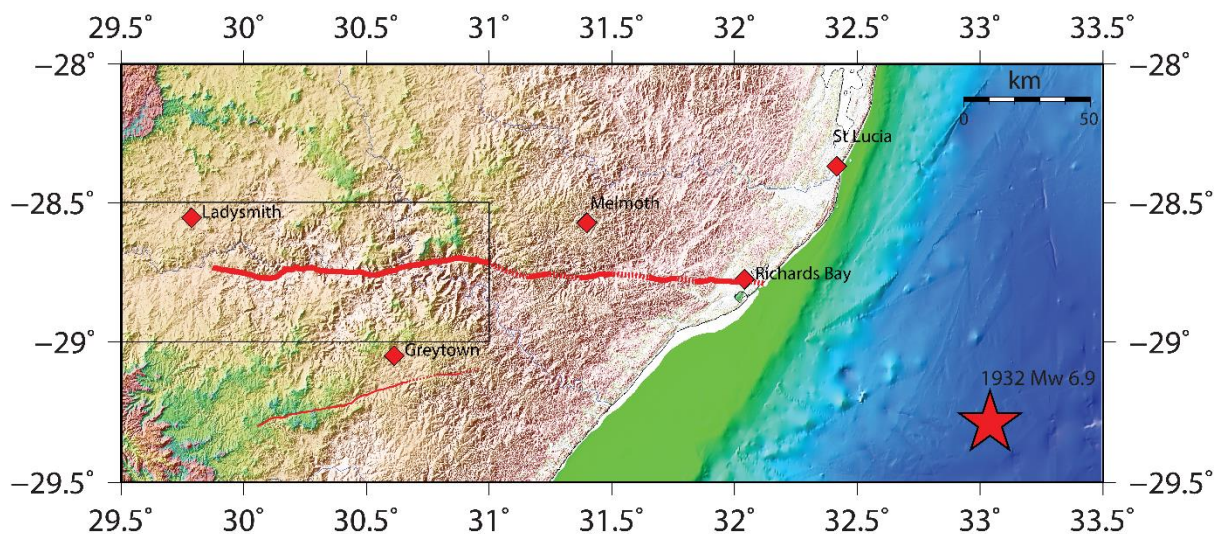 29.5° 30° 30.5° 31° 31.5° 32° 32.5° 33° 33.5°
−28° −28°
km
0 50
St Lucia
−28.5° −28.5°
Ladysmith
Melmoth
Richards Bay
−29° −29°
Greytown
1932 Mw 6.9
−29.5° −29.5°
29.5° 30° 30.5° 31° 31.5° 32° 32.5° 33° 33.5°